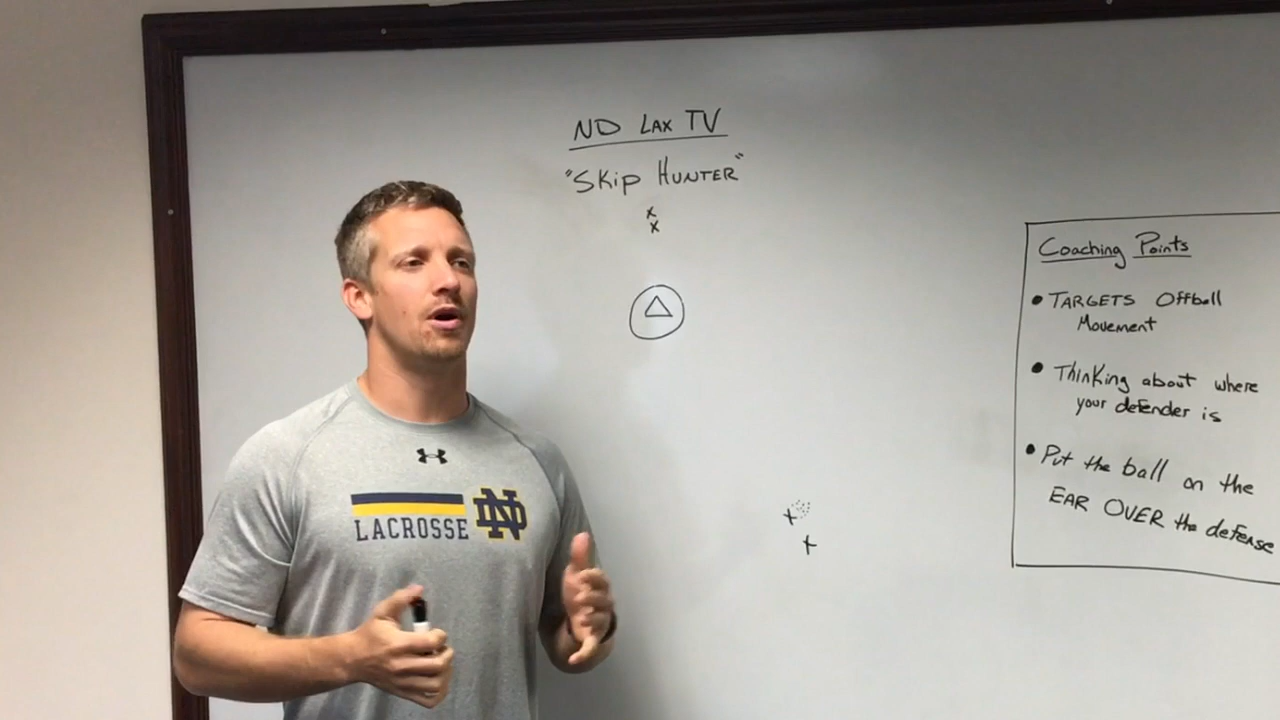 ND LAX TV
"SKip HUNTER"
Coaching Points
TARGETS Offball
Movement
Thinking about where
your defender is
Put the ball on the
EAR OVER the defense
LACROSSE ND